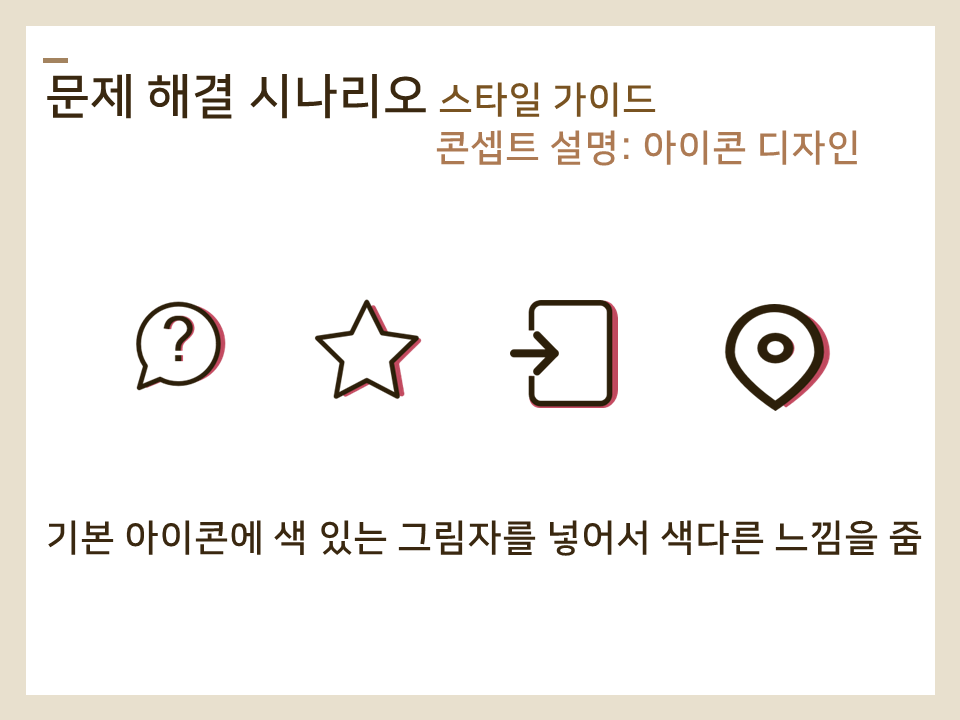 문제 해결 시나리오 스타일 가이드
콘셉트 설명: 아이콘 디자인
?
기본 아이콘에 색 있는 그림자를 넣어서 색다른 느낌을 줌